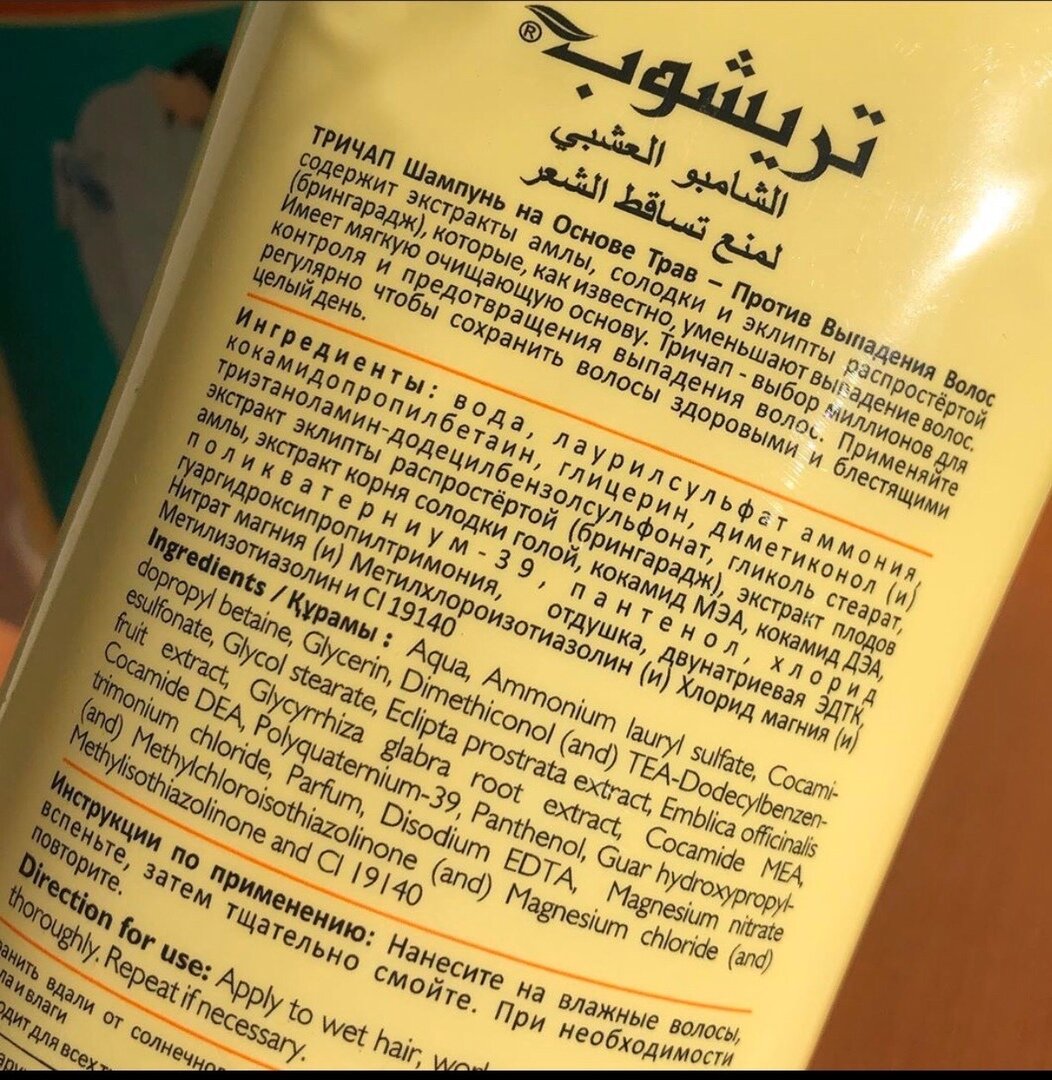 تريشوب®
الشامبو العشبي
لمنع تساقط الشعر
ТРИЧАП Шампунь на Основе Трав – Против Выпадения Волос
содержит экстракты амлы, солодки и эклипты распростёртой
(брингарадж), которые, как известно, уменьшают выпадение волос.
Имеет мягкую очищающую основу. Тричап - выбор миллионов для
контроля и предотвращения выпадения волос. Применяйте
регулярно чтобы сохранить волосы здоровыми и блестящими
целый день.
Ингредиенты: вода, лаурилсульфат аммония,
кокамидопропилбетаин, глицерин, диметиконол (и)
триэтаноламин-додецилбензолсульфонат, гликоль стеарат,
экстракт эклипты распростёртой (брингарадж), экстракт плодов
амлы, экстракт корня солодки голой, кокамид МЭА, кокамид ДЭА,
поликватерниум-39, пантенол, хлорид
гуаргидроксипропилтримония, отдушка, двунатриевая ЭДТК,
Нитрат магния (и) Метилхлороизотиазолин (и) Хлорид магния (и)
Метилизотиазолин и CI 19140
Ingredients / Құрамы : Aqua, Ammonium lauryl sulfate, Cocami-
dopropyl betaine, Glycerin, Dimethiconol (and) TEA-Dodecylbenzen-
esulfonate, Glycol stearate, Eclipta prostrata extract, Emblica officinalis
fruit extract, Glycyrrhiza glabra root extract, Cocamide MEA,
Cocamide DEA, Polyquaternium-39, Panthenol, Guar hydroxypropyl-
trimonium chloride, Parfum, Disodium EDTA, Magnesium nitrate
(and) Methylchloroisothiazolinone (and) Magnesium chloride (and)
Methylisothiazolinone and CI 19140
Инструкции по применению: Нанесите на влажные волосы,
вспеньте, затем тщательно смойте. При необходимости
повторите.
Direction for use: Apply to wet hair,
thoroughly. Repeat if necessary.
вдали от
и влаги
для всех